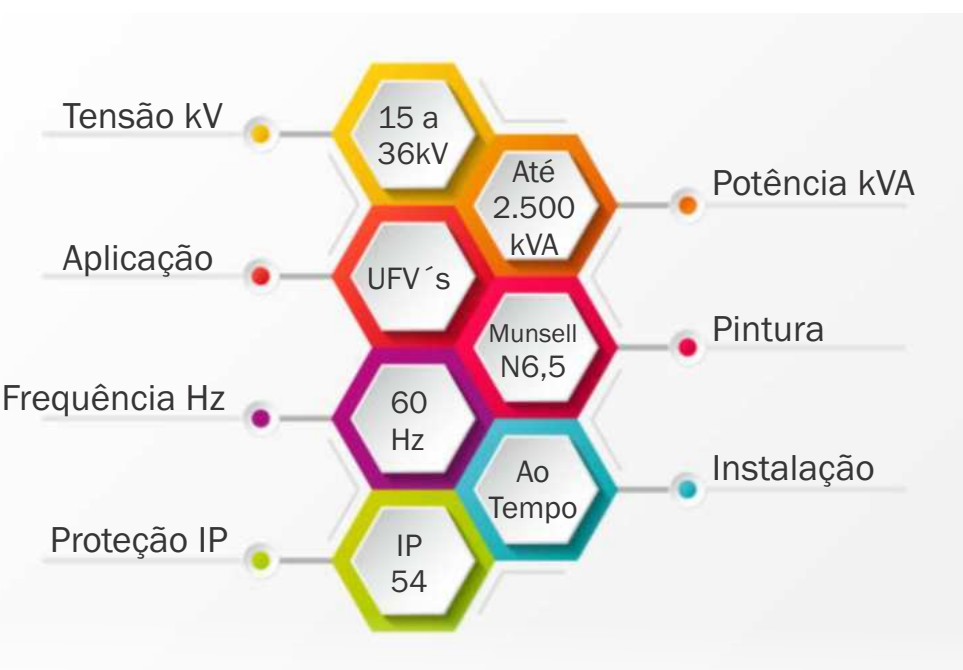 Tensão kV
15 a
36kV
Até
2.500
kVA
Potência kVA
Aplicação
UFV´s
Munsell
N6,5
Pintura
Frequência Hz
60
Hz
Ao
Tempo
Instalação
Proteção IP
IP
54